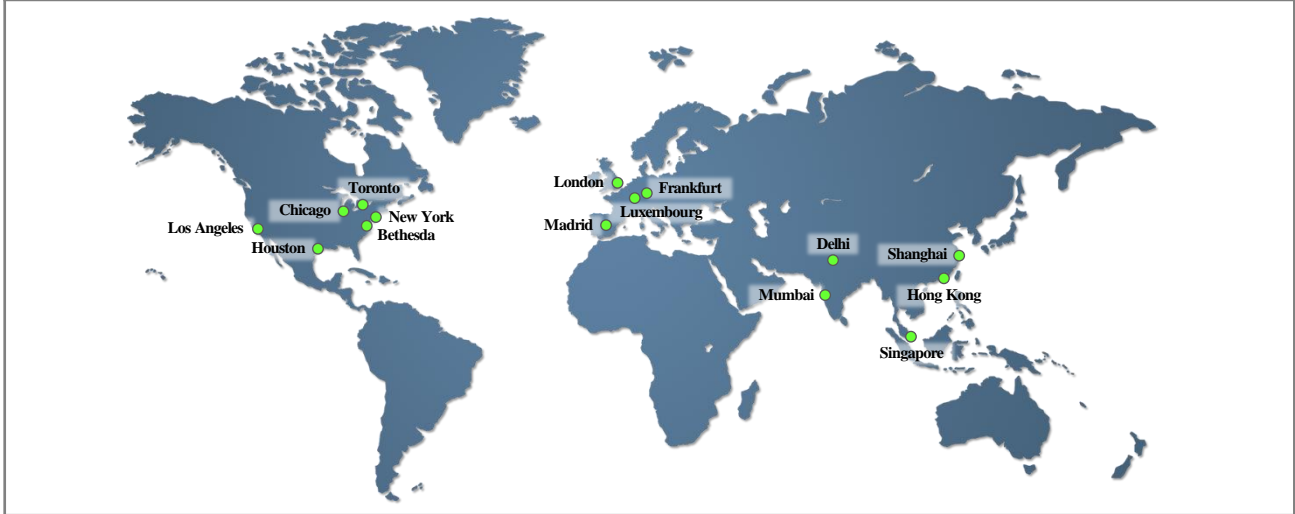 Toronto
Chicago
New York
Los Angeles
Bethesda
Houston
London
Frankfurt
Luxembourg
Madrid
Delhi
Shanghai
Mumbai
Hong Kong
Singapore